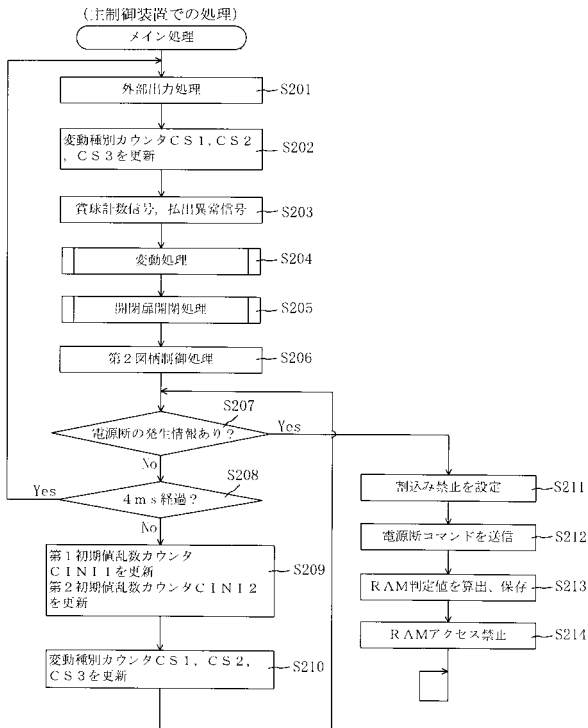 (主制御装置での処理)
メイン処理
外部出力処理
S201
変動種別カウンタCS1,CS2
,CS3を更新
S202
賞球計数信号,払出異常信号
S203
変動処理
S204
開閉扉開閉処理
S205
第2図柄制御処理
S206
S207
電源断の発生情報あり?
Yes
No
S208
Yes
4ms経過?
No
割込み禁止を設定
S211
電源断コマンドを送信
S212
第1初期値乱数カウンタ
CINI1を更新
第2初期値乱数カウンタCINI2
を更新
S209
RAM判定値を算出、保存
S213
RAMアクセス禁止
S214
変動種別カウンタCS1,CS2,
CS3を更新
S210